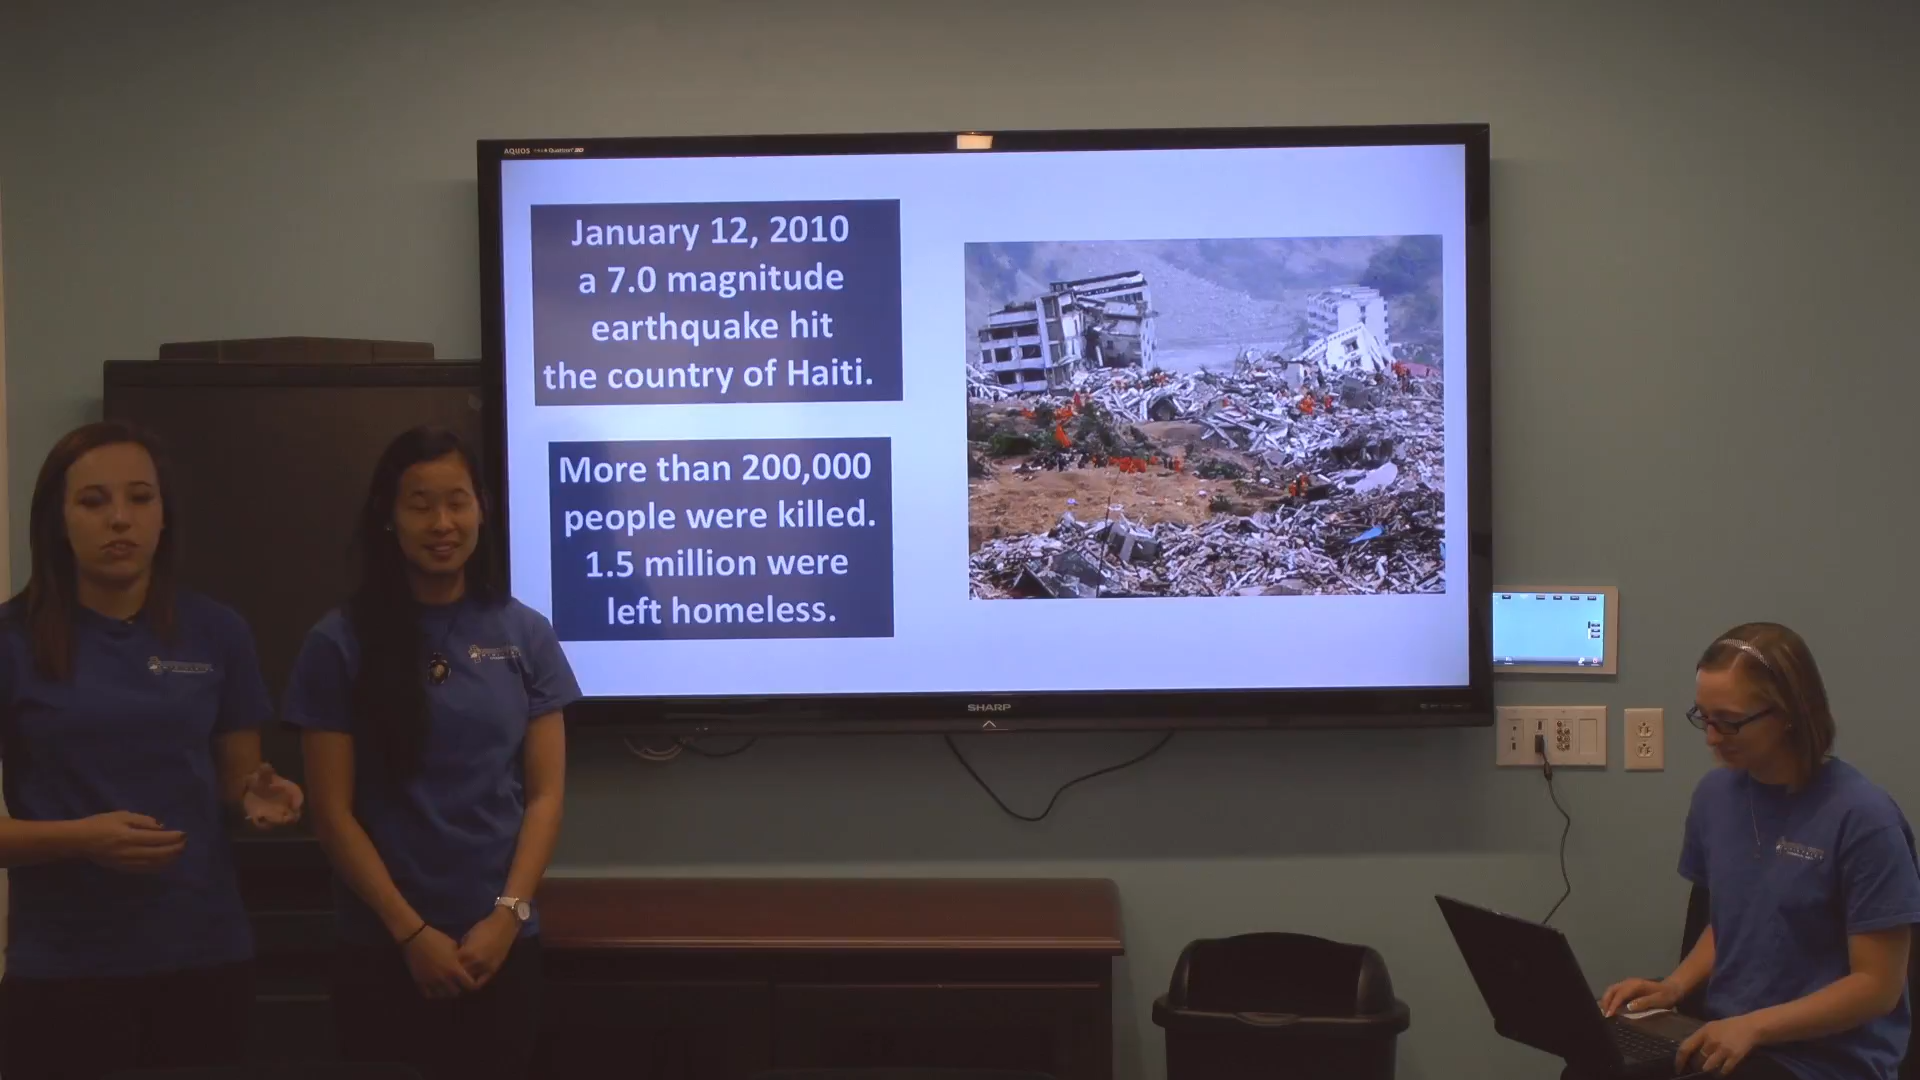 AQUOS
January 12, 2010
a 7.0 magnitude
earthquake hit
the country of Haiti.
More than 200,000
people were killed.
1.5 million were
left homeless.
SHARP